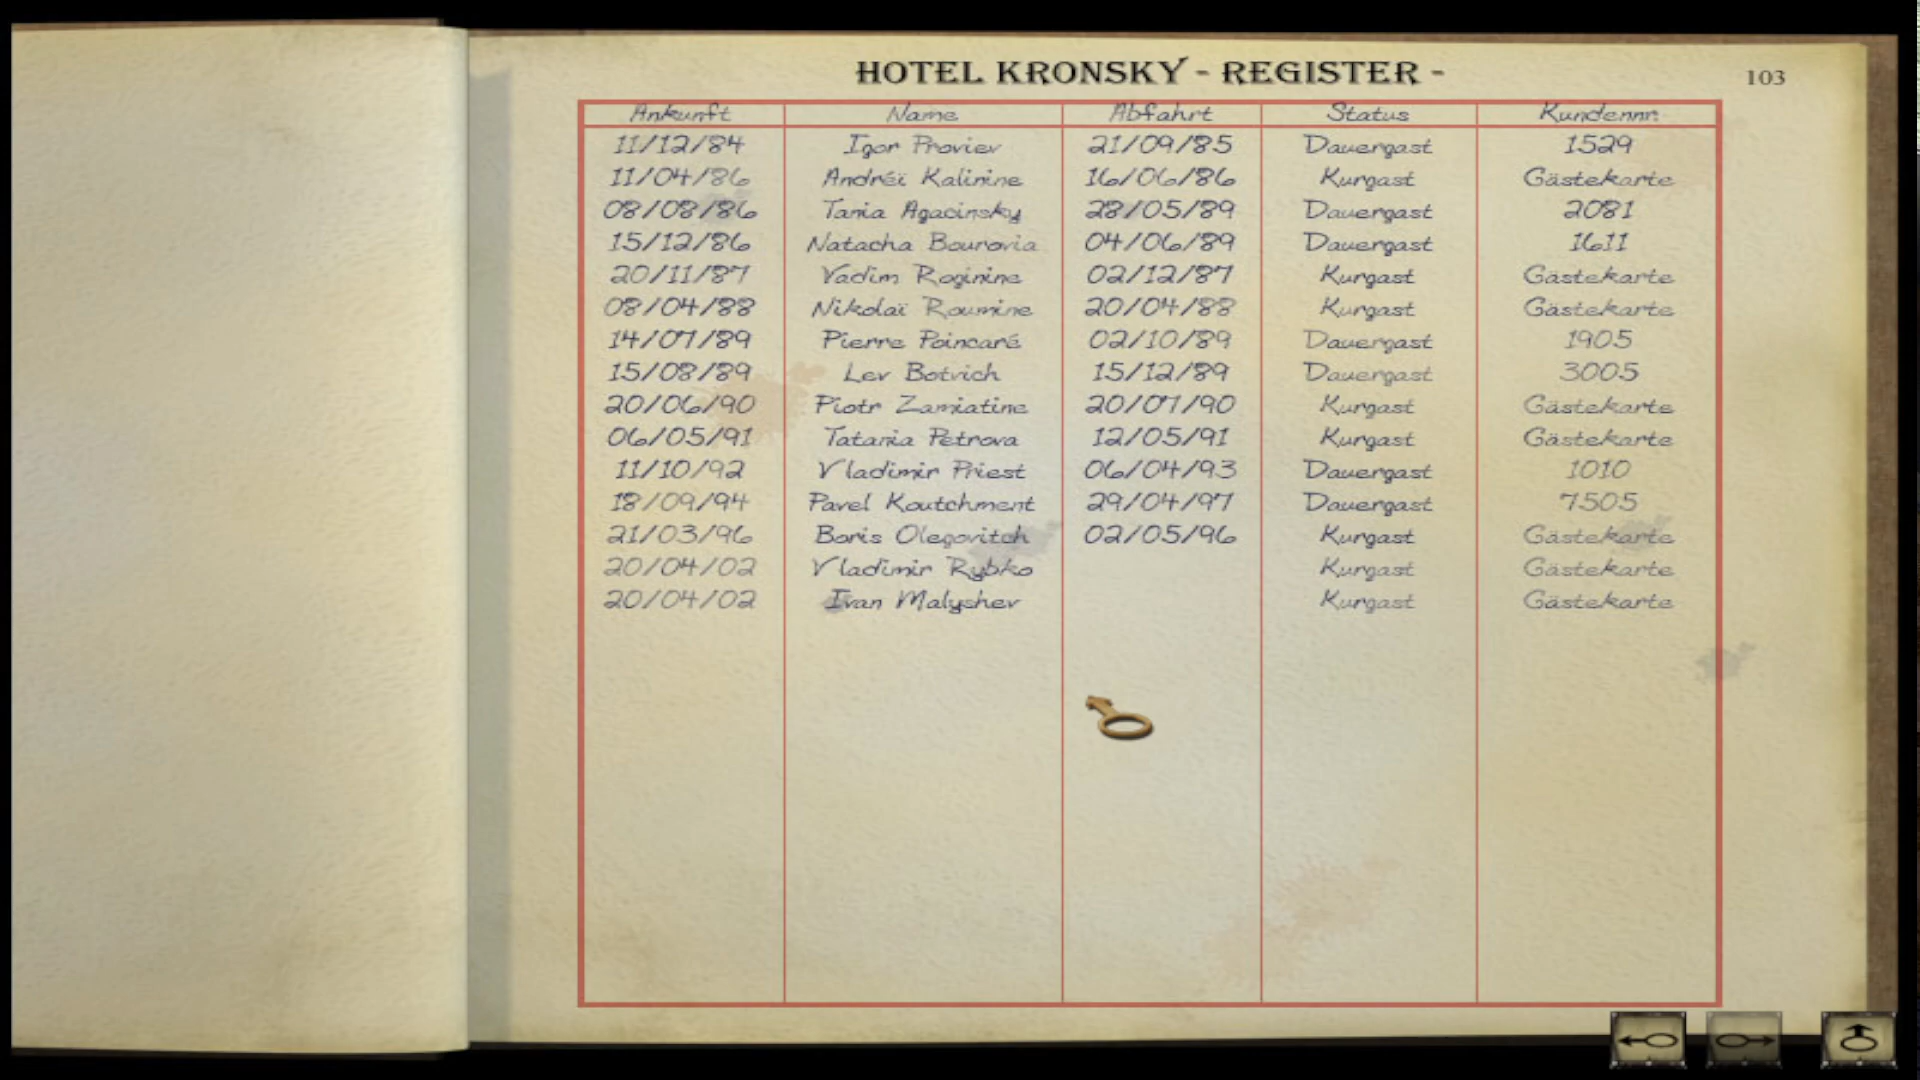 HOTEL KRONSKY - REGISTER -
103
Ankunft Name Abfahrt Status Kundennr.
11/12/84 Igor Proviev 21/09/85 Dauergast 1529
11/04/86 Andréï Kalinine 16/06/86 Kurgast Gästekarte
08/08/86 Tania Agacinsky 28/05/89 Dauergast 2081
15/12/86 Natacha Bourovia 04/06/89 Dauergast 1611
20/11/87 Vadim Roginine 02/12/87 Kurgast Gästekarte
08/04/88 Nikolaï Roumine 20/04/88 Kurgast Gästekarte
14/07/89 Pierre Poincaré 02/10/89 Dauergast 1905
15/08/89 Lev Botvich 15/12/89 Dauergast 3005
20/06/90 Piotr Zamiatine 20/07/90 Kurgast Gästekarte
06/05/91 Tatania Petrova 12/05/91 Kurgast Gästekarte
11/10/92 Vladimir Priest 06/04/93 Dauergast 1010
18/09/94 Pavel Koutchment 29/04/97 Dauergast 7505
21/03/96 Boris Olegovitch 02/05/96 Kurgast Gästekarte
20/04/02 Vladimir Rybko Kurgast Gästekarte
20/04/02 Ivan Malyshev Kurgast Gästekarte